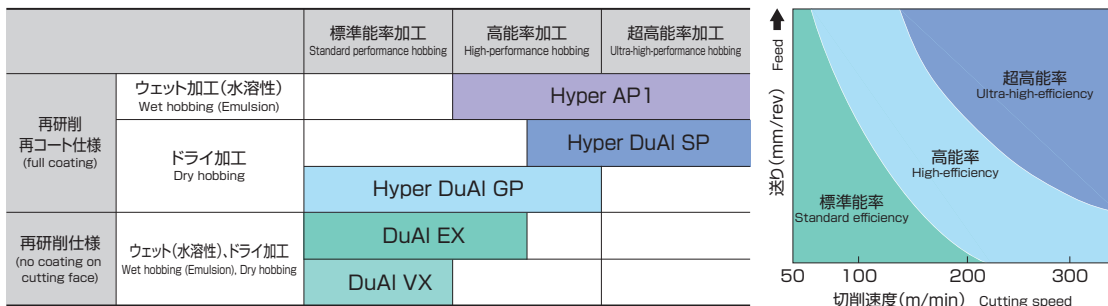 標準能率加工
Standard performance hobbing
高能率加工
High-performance hobbing
超高能率加工
Ultra-high-performance hobbing
再研削
再コート仕様
(full coating)
ウェット加工(水溶性)
Wet hobbing (Emulsion)
Hyper AP1
ドライ加工
Dry hobbing
Hyper DuAl SP
Hyper DuAl GP
再研削仕様
(no coating on
cutting face)
ウェット(水溶性)、ドライ加工
Wet hobbing (Emulsion), Dry hobbing
DuAl EX
DuAl VX
送り(mm/rev) Feed
超高能率
Ultra-high-efficiency
高能率
High-efficiency
標準能率
Standard efficiency
50 100 200 300
切削速度(m/min) Cutting speed